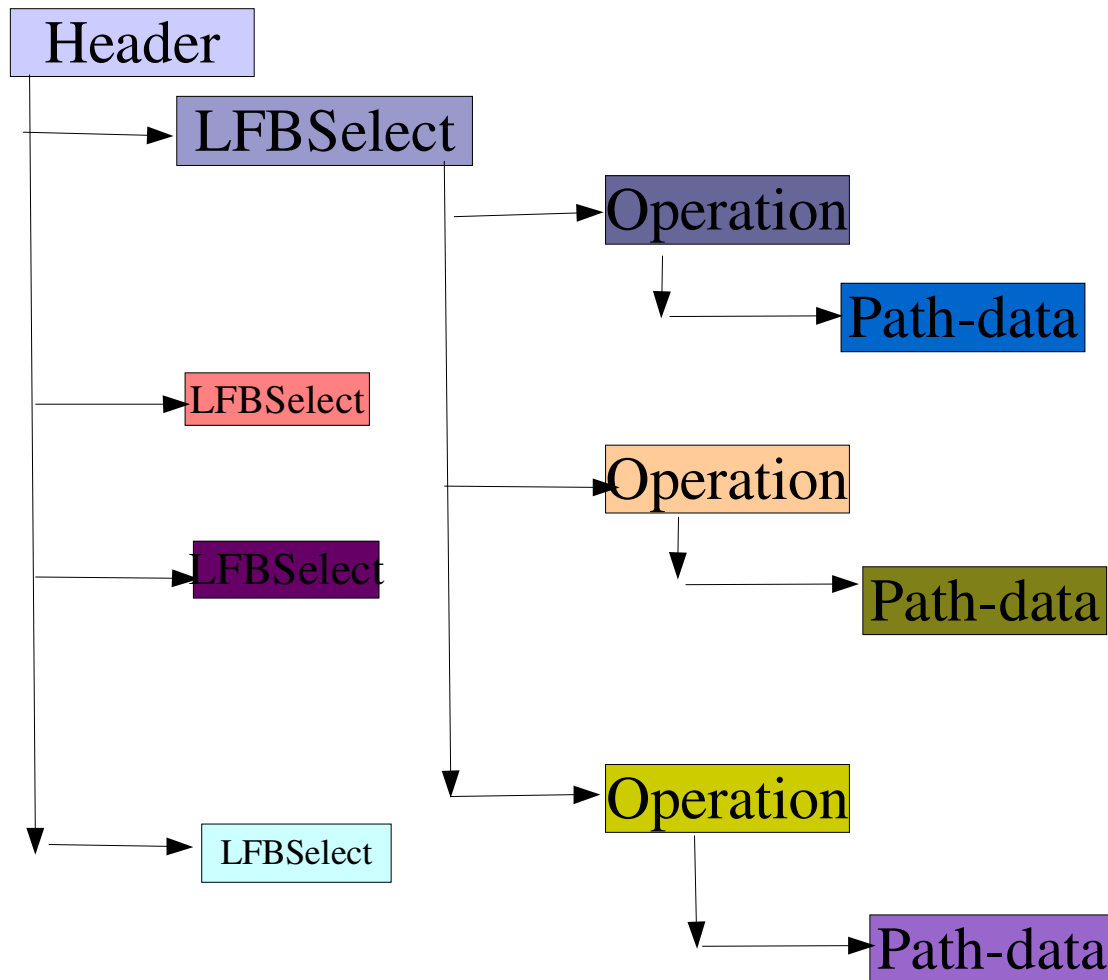 Header
LFBSelect
Operation
Path-data
LFBSelect
Operation
LFBSelect
Path-data
Operation
LFBSelect
Path-data